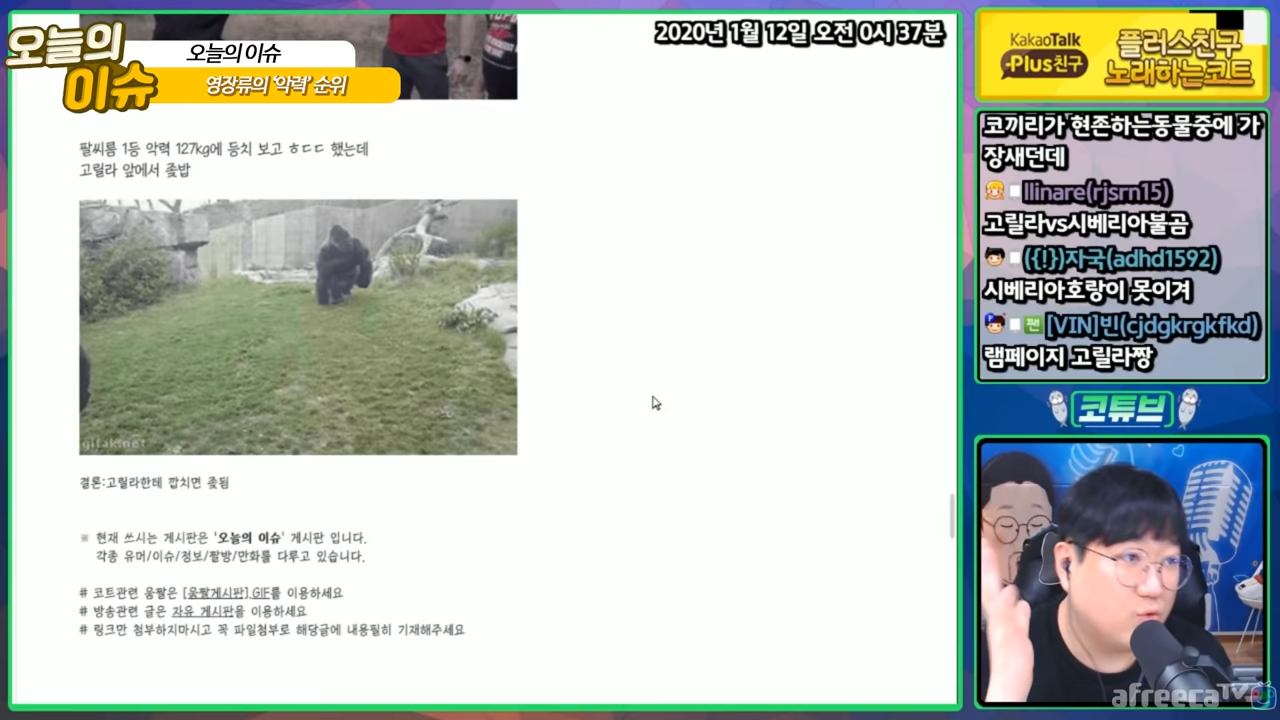 오늘의
이슈
오늘의 이슈
영장류의 '악력' 순위
2020년 1월 12일 오전 0시 37분
팔씨름 1등 악력 127kg에 등치 보고 ㅎㄷㄷ 했는데
고릴라 앞에서 좆밥
gifak.net
결론:고릴라한테 깝치면 좆됨
※ 현재 쓰시는 게시판은 '오늘의 이슈' 게시판 입니다.
각종 유머/이슈/정보/짤방/만화를 다루고 있습니다.
# 코트관련 움짤은 [움짤게시판] GIF를 이용하세요
# 방송관련 글은 자유 게시판을 이용하세요
# 링크만 첨부하지마시고 꼭 파일첨부로 해당글에 내용필히 기재해주세요
KakaoTalk
Plus친구
플러스친구
노래하는코트
코끼리가 현존하는동물중에 가
장새던데
llinare(rjsrn15)
고릴라vs시베리아불곰
({!})자국(adhd1592)
시베리아호랑이 못이겨
팬 [VIN]빈(cjdgkrgkfkd)
램페이지 고릴라짱
코튜브
afreecaTV